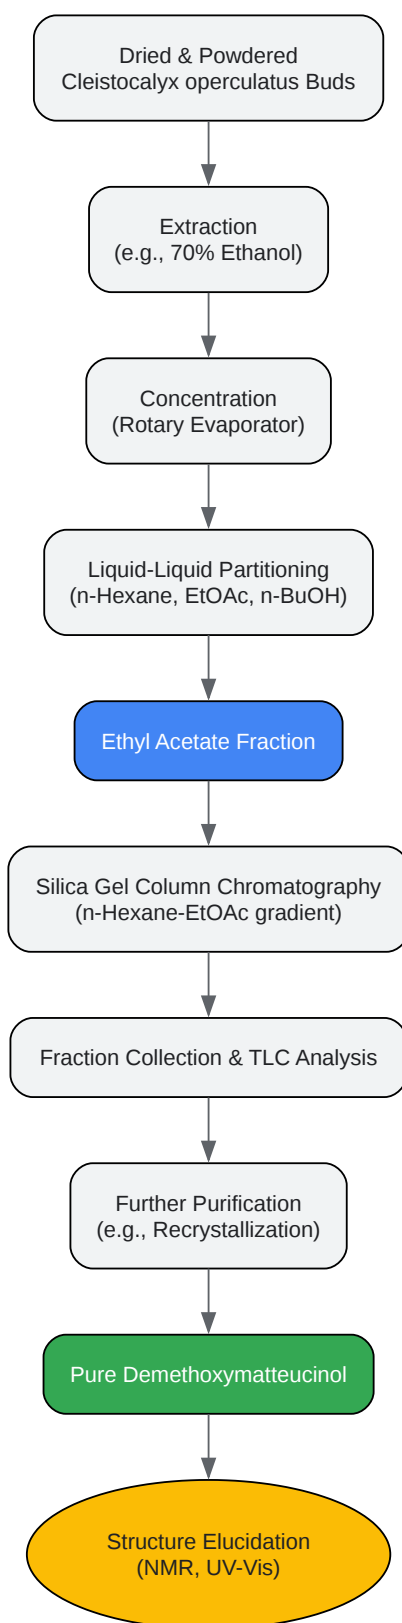 Dried & Powdered
Cleistocalyx operculatus Buds
Extraction
(e.g., 70% Ethanol)
Concentration
(Rotary Evaporator)
Liquid-Liquid Partitioning
(n-Hexane, EtOAc, n-BuOH)
Ethyl Acetate Fraction
Silica Gel Column Chromatography
(n-Hexane-EtOAc gradient)
Fraction Collection & TLC Analysis
Further Purification
(e.g., Recrystallization)
Pure Demethoxymatteucinol
Structure Elucidation
(NMR, UV-Vis)